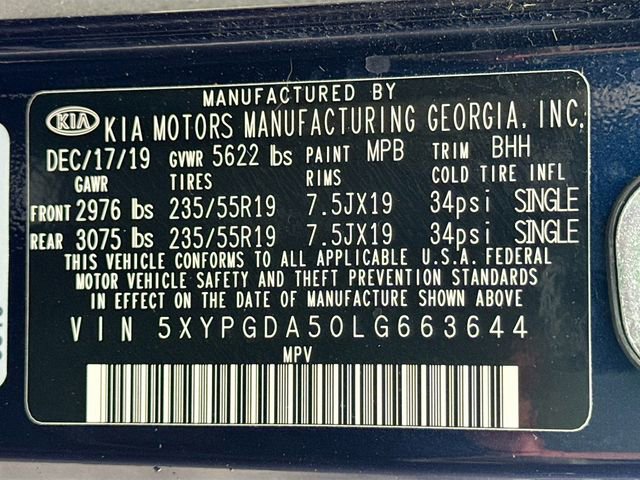 MANUFACTURED BY
KIA KIA MOTORS MANUFACTURING GEORGIA, INC.
DEC/17/19 GVWR 5622 lbs PAINT MPB TRIM BHH
GAWR TIRES RIMS COLD TIRE INFL
FRONT 2976 lbs 235/55R19 7.5JX19 34psi SINGLE
REAR 3075 lbs 235/55R19 7.5JX19 34psi SINGLE
THIS VEHICLE CONFORMS TO ALL APPLICABLE U.S.A. FEDERAL
MOTOR VEHICLE SAFETY AND THEFT PREVENTION STANDARDS
IN EFFECT ON THE DATE OF MANUFACTURE SHOWN ABOVE
VIN 5XYPGDA50LG663644
MPV